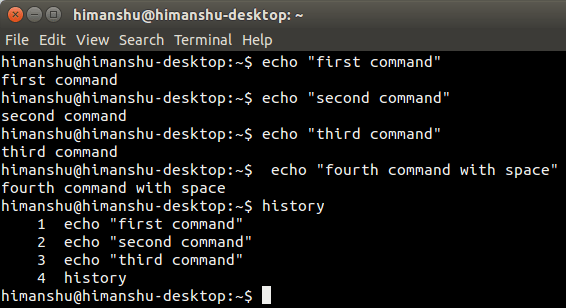 himanshu@himanshu-desktop: ~
File Edit View Search Terminal Help
himanshu@himanshu-desktop:~$ echo "first command"
first command
himanshu@himanshu-desktop:~$ echo "second command"
second command
himanshu@himanshu-desktop:~$ echo "third command"
third command
himanshu@himanshu-desktop:~$  echo "fourth command with space"
fourth command with space
himanshu@himanshu-desktop:~$ history
    1  echo "first command"
    2  echo "second command"
    3  echo "third command"
    4  history
himanshu@himanshu-desktop:~$